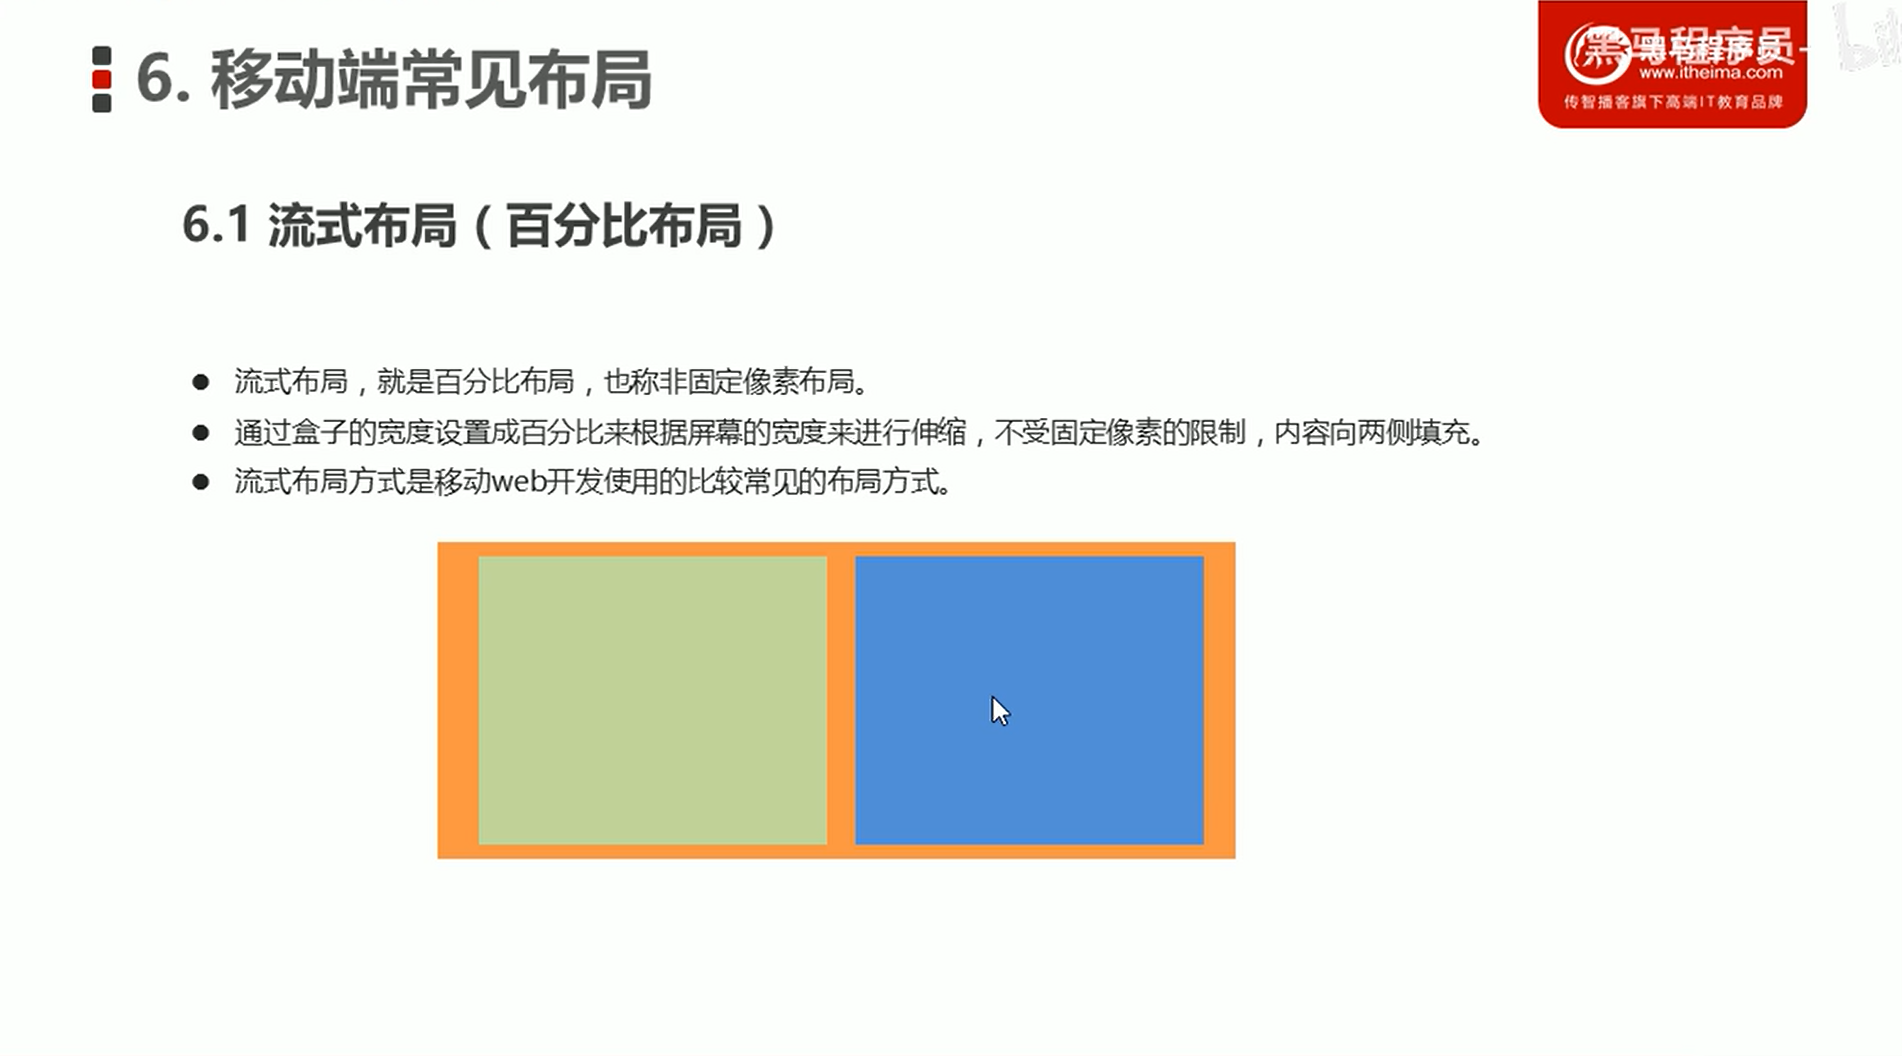 6. 移动端常见布局
黑马程序员
www.itheima.com
传智播客旗下高端IT教育品牌
6.1 流式布局（百分比布局）
● 流式布局，就是百分比布局，也称非固定像素布局。
● 通过盒子的宽度设置成百分比来根据屏幕的宽度来进行伸缩，不受固定像素的限制，内容向两侧填充。
● 流式布局方式是移动web开发使用的比较常见的布局方式。